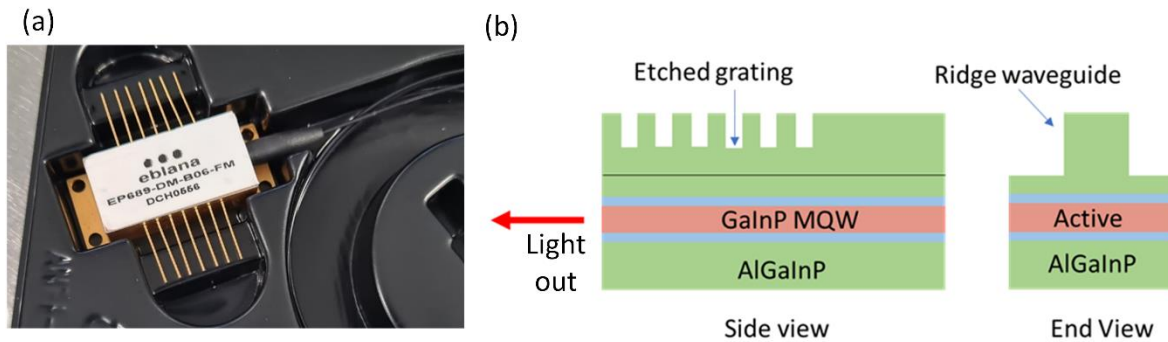 (a)
eblana
EP689-DM-B06-FM
DCH0556
(b)
Etched grating
Ridge waveguide
GaInP MQW
Active
Light
out
AlGaInP
AlGaInP
Side view
End View